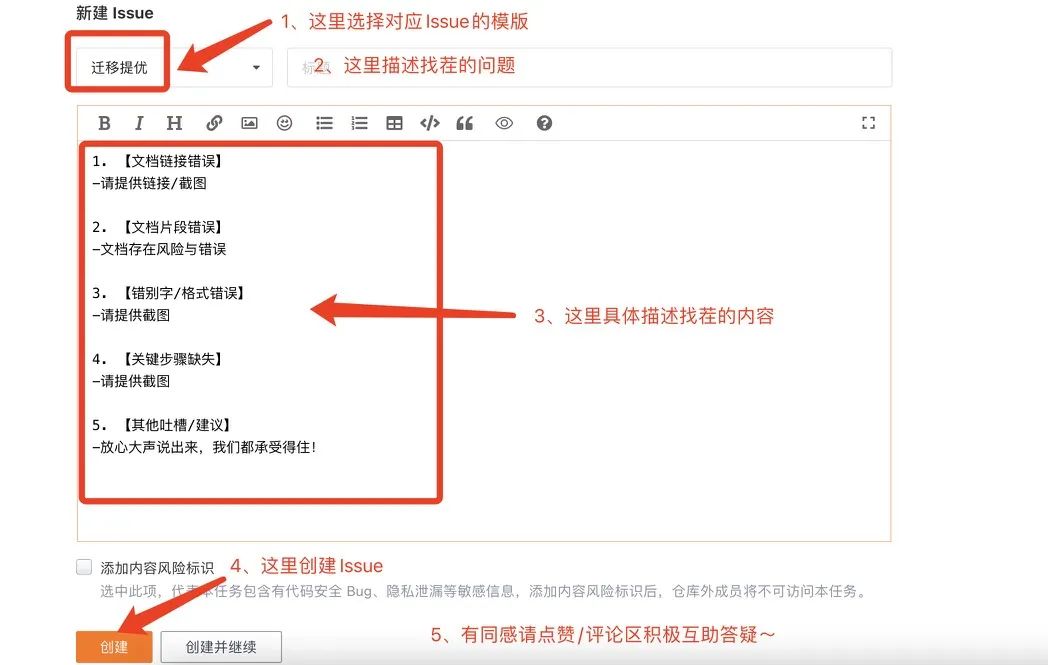 新建 Issue
1、这里选择对应Issue的模版
迁移提优
标题
2、这里描述找茬的问题
B I H
1. 【文档链接错误】
—请提供链接/截图
2. 【文档片段错误】
—文档存在风险与错误
3. 【错别字/格式错误】
—请提供截图
3、这里具体描述找茬的内容
4. 【关键步骤缺失】
—请提供截图
5. 【其他吐槽/建议】
—放心大声说出来，我们都承受得住！
添加内容风险标识
4、这里创建Issue
选中此项，代表本任务包含有代码安全 Bug、隐私泄漏等敏感信息，添加内容风险标识后，仓库外成员将不可访问本任务。
5、有同感请点赞/评论区积极互助答疑～
创建
创建并继续